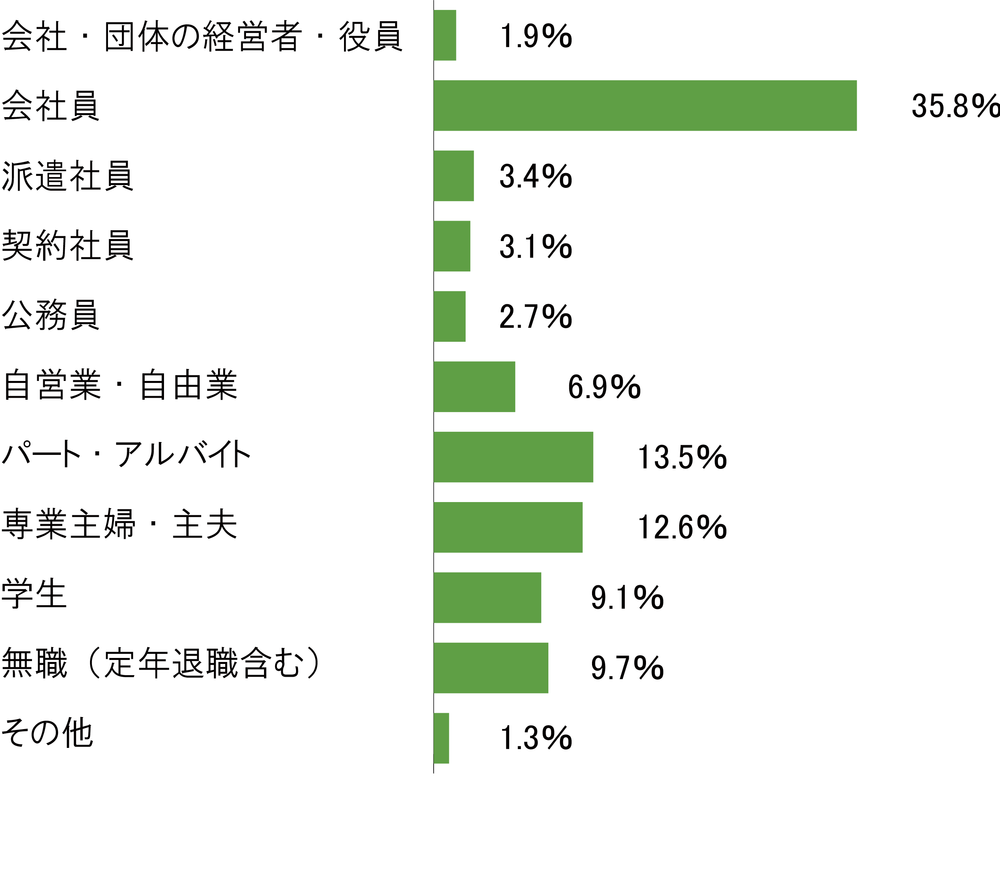 会社・団体の経営者・役員 1.9%
会社員 35.8%
派遣社員 3.4%
契約社員 3.1%
公務員 2.7%
自営業・自由業 6.9%
パート・アルバイト 13.5%
専業主婦・主夫 12.6%
学生 9.1%
無職（定年退職含む） 9.7%
その他 1.3%